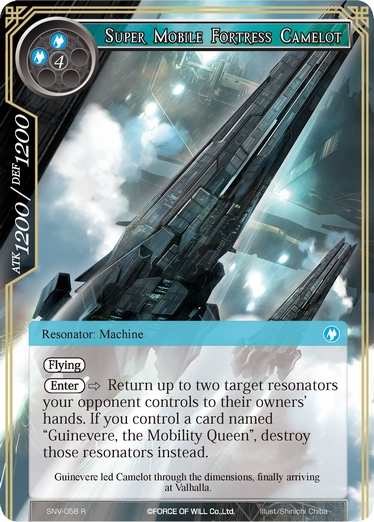 4
Super Mobile Fortress Camelot
ATK 1200 / DEF 1200
Resonator: Machine
Flying
Enter ⇨ Return up to two target resonators
your opponent controls to their owners'
hands. If you control a card named
“Guinevere, the Mobility Queen”, destroy
those resonators instead.
Guinevere led Camelot through the dimensions, finally arriving
at Valhalla.
SNV-058 R ©FORCE OF WILL Co.,Ltd. Illust/Shinichi Chiba